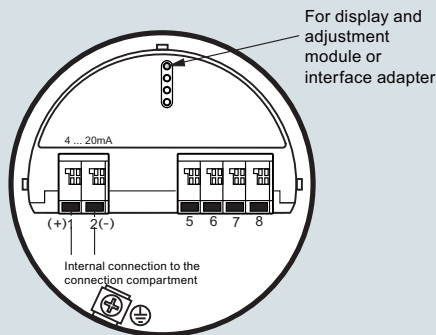 For display and
adjustment
module or
interface adapter
4 ... 20mA
(+)1 2(-) 5 6 7 8
Internal connection to the
connection compartment